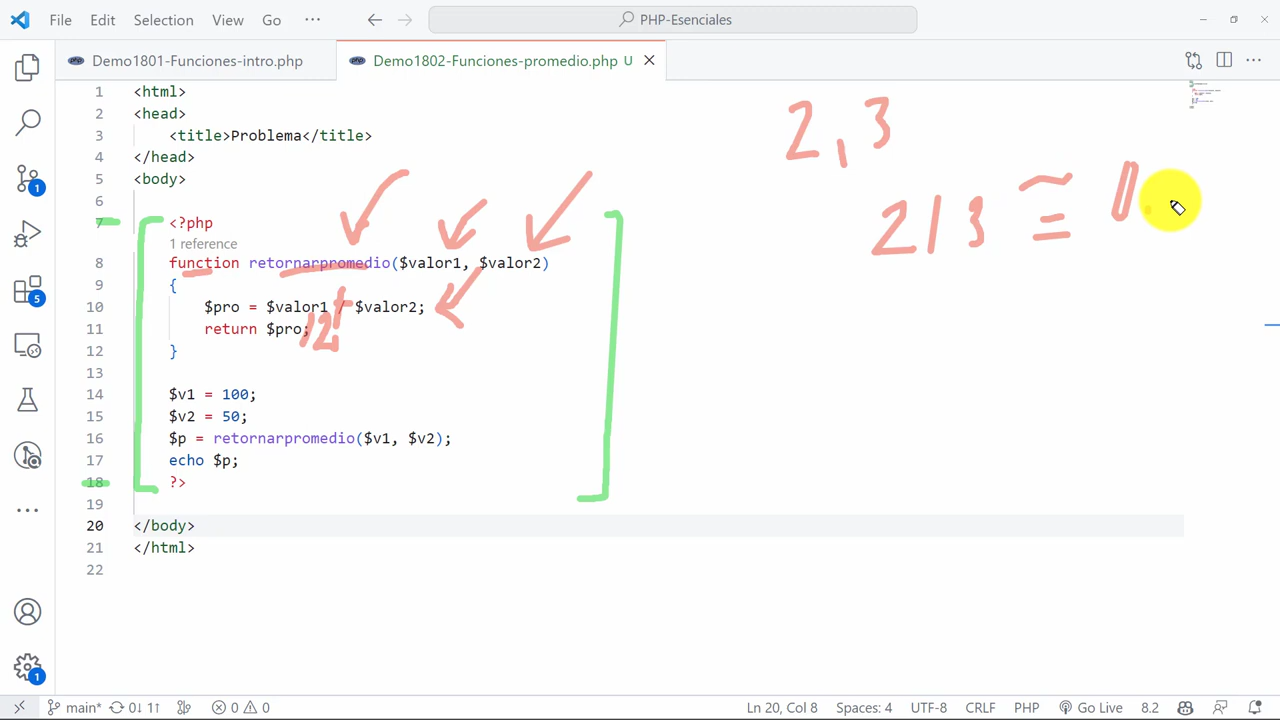 File Edit Selection View Go ··· PHP-Esenciales
Demo1801-Funciones-intro.php Demo1802-Funciones-promedio.php U
1 <html>
2 <head>
3 <title>Problema</title>
4 </head>
5 <body>
6
7 <?php
1 reference
8 function retornarpromedio($valor1, $valor2)
9 {
10 $pro = $valor1 / $valor2;
11 return $pro;
12 }
13
14 $v1 = 100;
15 $v2 = 50;
16 $p = retornarpromedio($v1, $v2);
17 echo $p;
18 ?>
19
20 </body>
21 </html>
22
2,3
2/3 ≅
1
5
1
main* 0↓ 1↑ 0 0 Ln 20, Col 8 Spaces: 4 UTF-8 CRLF PHP Go Live 8.2